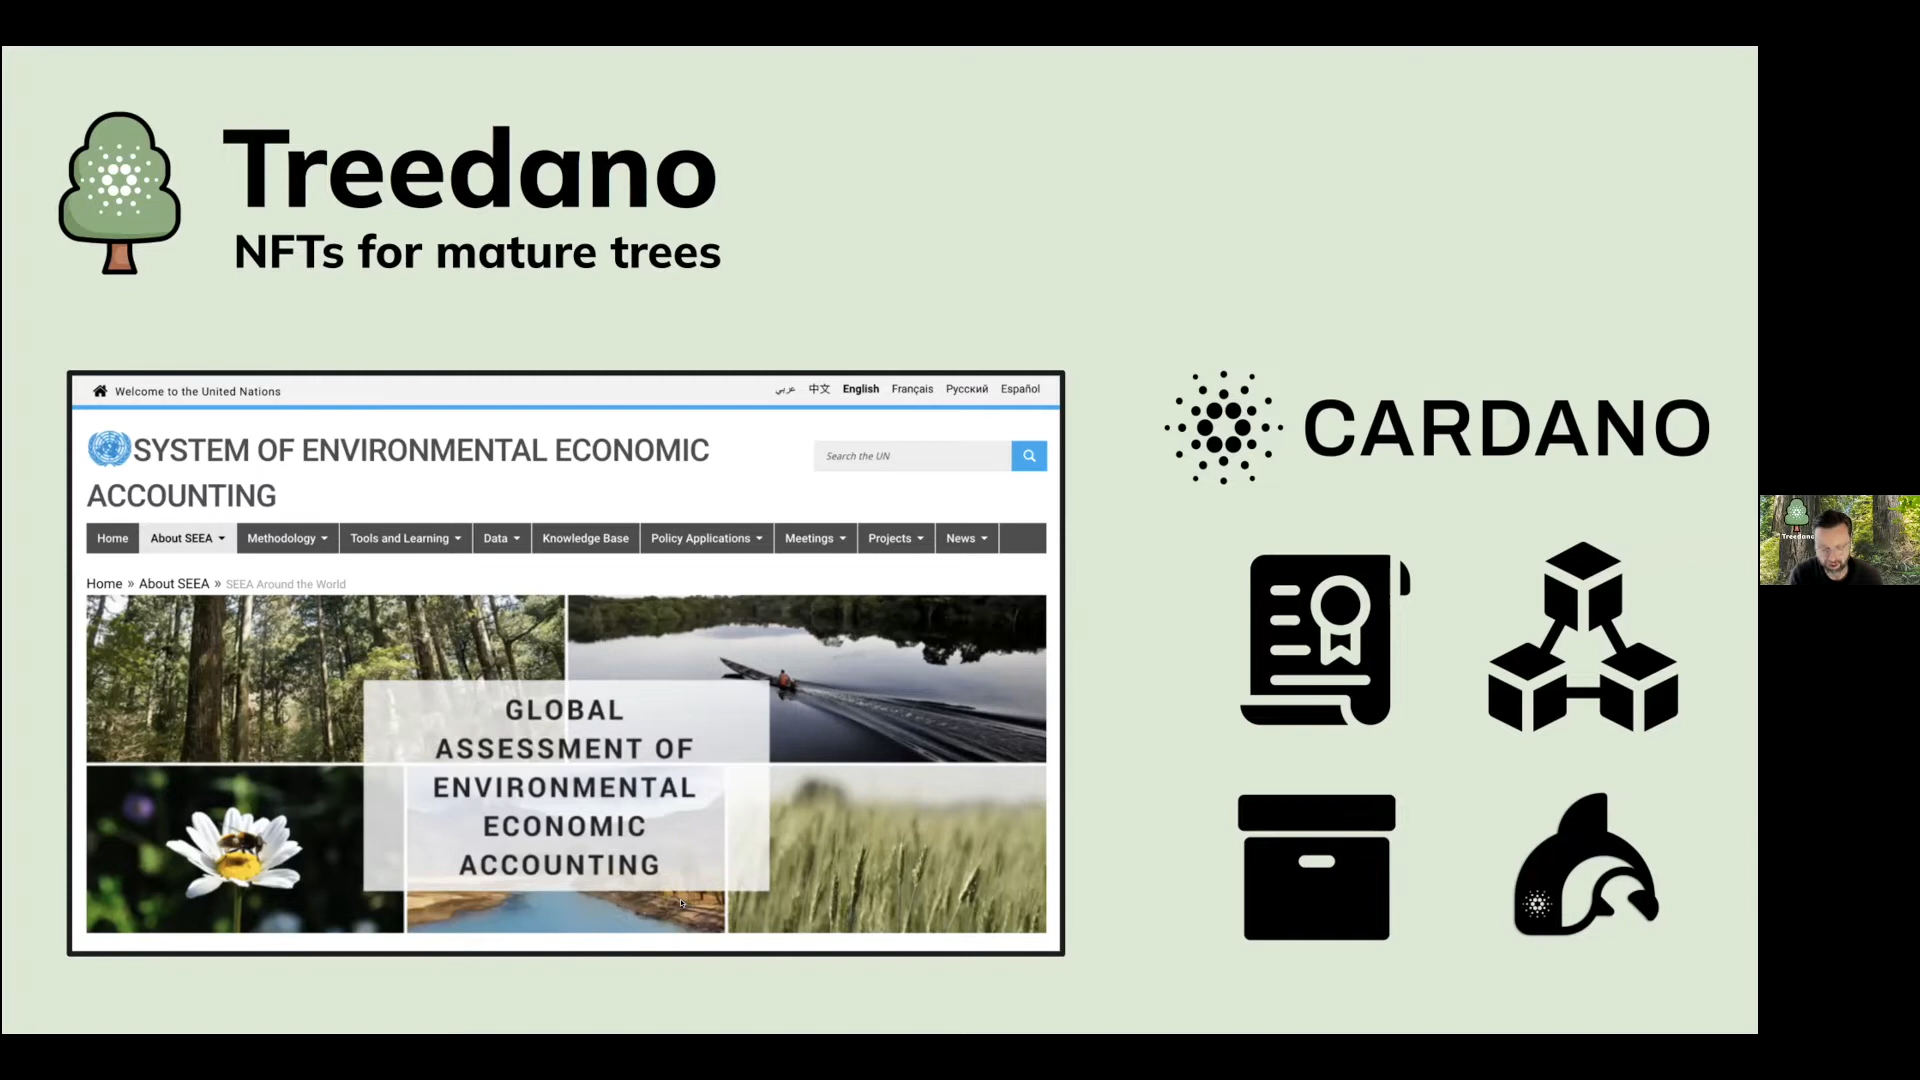 Treedano
NFTs for mature trees
Welcome to the United Nations
عربي 中文 English Français Русский Español
SYSTEM OF ENVIRONMENTAL ECONOMIC
ACCOUNTING
Search the UN
Home About SEEA Methodology Tools and Learning Data Knowledge Base Policy Applications Meetings Projects News
Home » About SEEA » SEEA Around the World
GLOBAL
ASSESSMENT OF
ENVIRONMENTAL
ECONOMIC
ACCOUNTING
CARDANO
Treedano